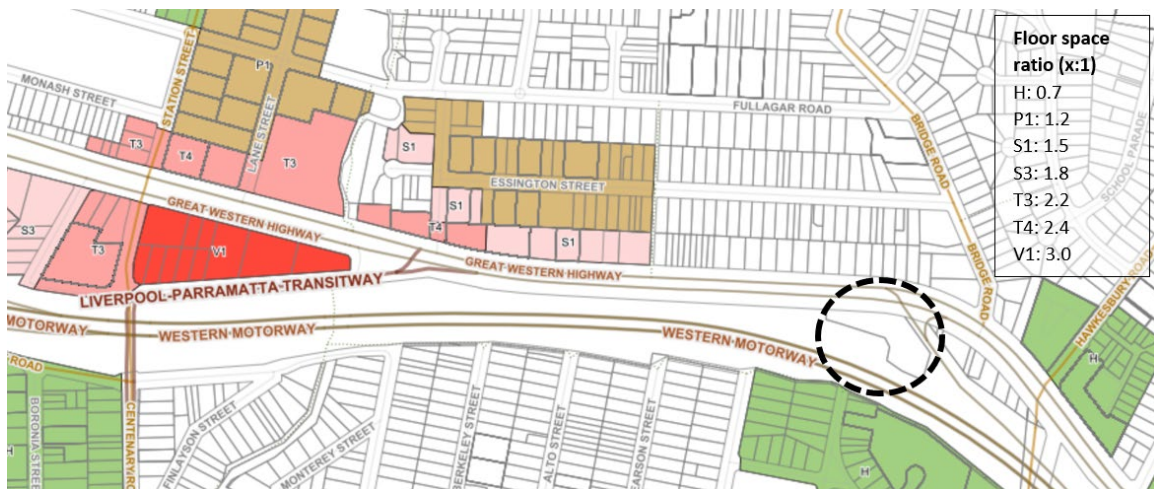 Floor space
ratio (x:1)
H: 0.7
P1: 1.2
S1: 1.5
S3: 1.8
T3: 2.2
T4: 2.4
V1: 3.0
P1
MONASH STREET
STATION STREET
LANE STREET
FULLAGAR ROAD
BRIDGE ROAD
SCHOOL PARADE
T3
T4
T3
S1
ESSINGTON STREET
GREAT WESTERN HIGHWAY
S1
T4
S1
S3
T3
V1
GREAT WESTERN HIGHWAY
BRIDGE ROAD
HAWKESBURY ROAD
LIVERPOOL-PARRAMATTA TRANSITWAY
MOTORWAY
WESTERN MOTORWAY
WESTERN MOTORWAY
H
ROAD
BORONIA STREET
CENTENARY RO
FINLAYSON STREET
MONTEREY STREET
BERKELEY STREET
ALTO STREET
EARSON STREET
H
H